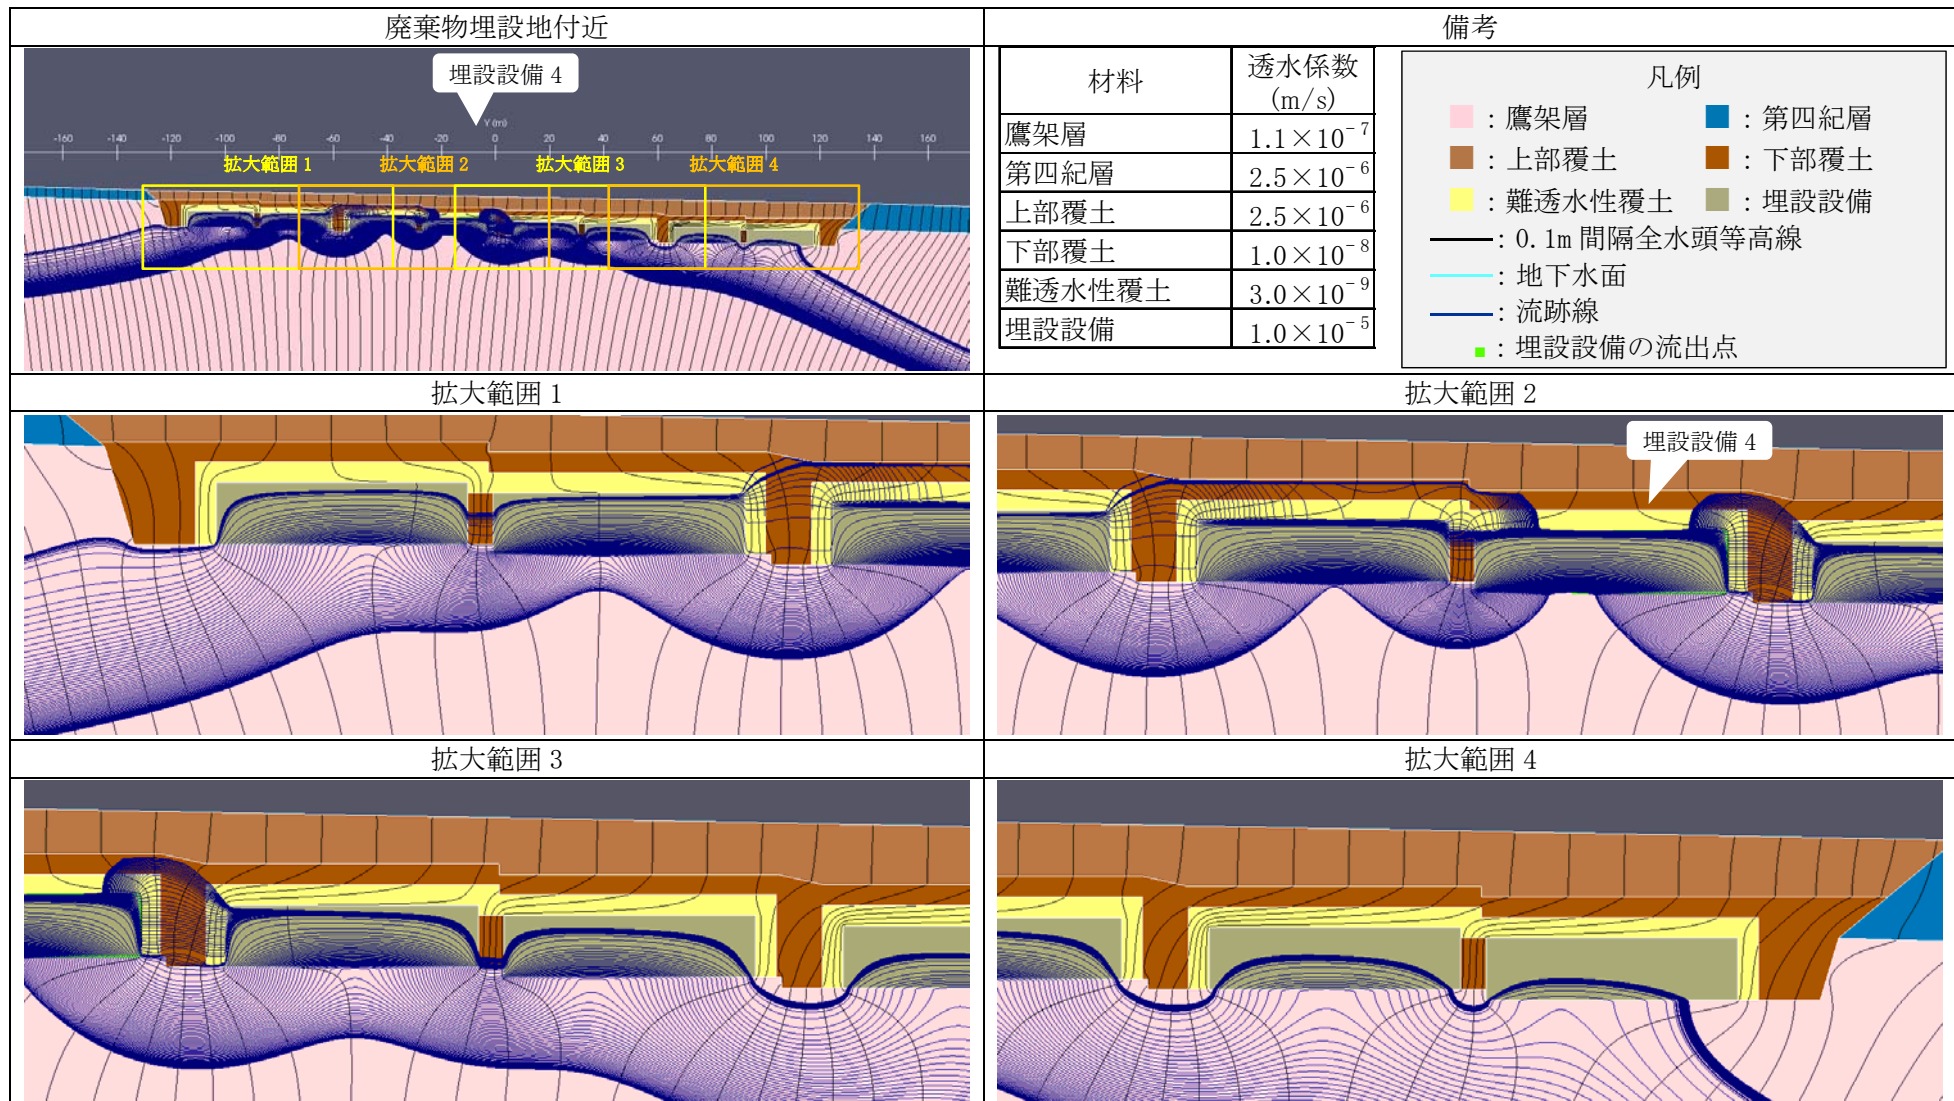 廃棄物埋設地付近
備考
埋設設備 4
Y (m)
-160 -140 -120 -100 -80 -60 -40 -20 0 20 40 60 80 100 120 140 160
拡大範囲 1 拡大範囲 2 拡大範囲 3 拡大範囲 4
材料 透水係数
(m/s)
鷹架層 1.1×10⁻⁷
第四紀層 2.5×10⁻⁶
上部覆土 2.5×10⁻⁶
下部覆土 1.0×10⁻⁸
難透水性覆土 3.0×10⁻⁹
埋設設備 1.0×10⁻⁵
凡例
:鷹架層 :第四紀層
:上部覆土 :下部覆土
:難透水性覆土 :埋設設備
:0.1m 間隔全水頭等高線
:地下水面
:流跡線
:埋設設備の流出点
拡大範囲 1
拡大範囲 2
埋設設備 4
拡大範囲 3
拡大範囲 4